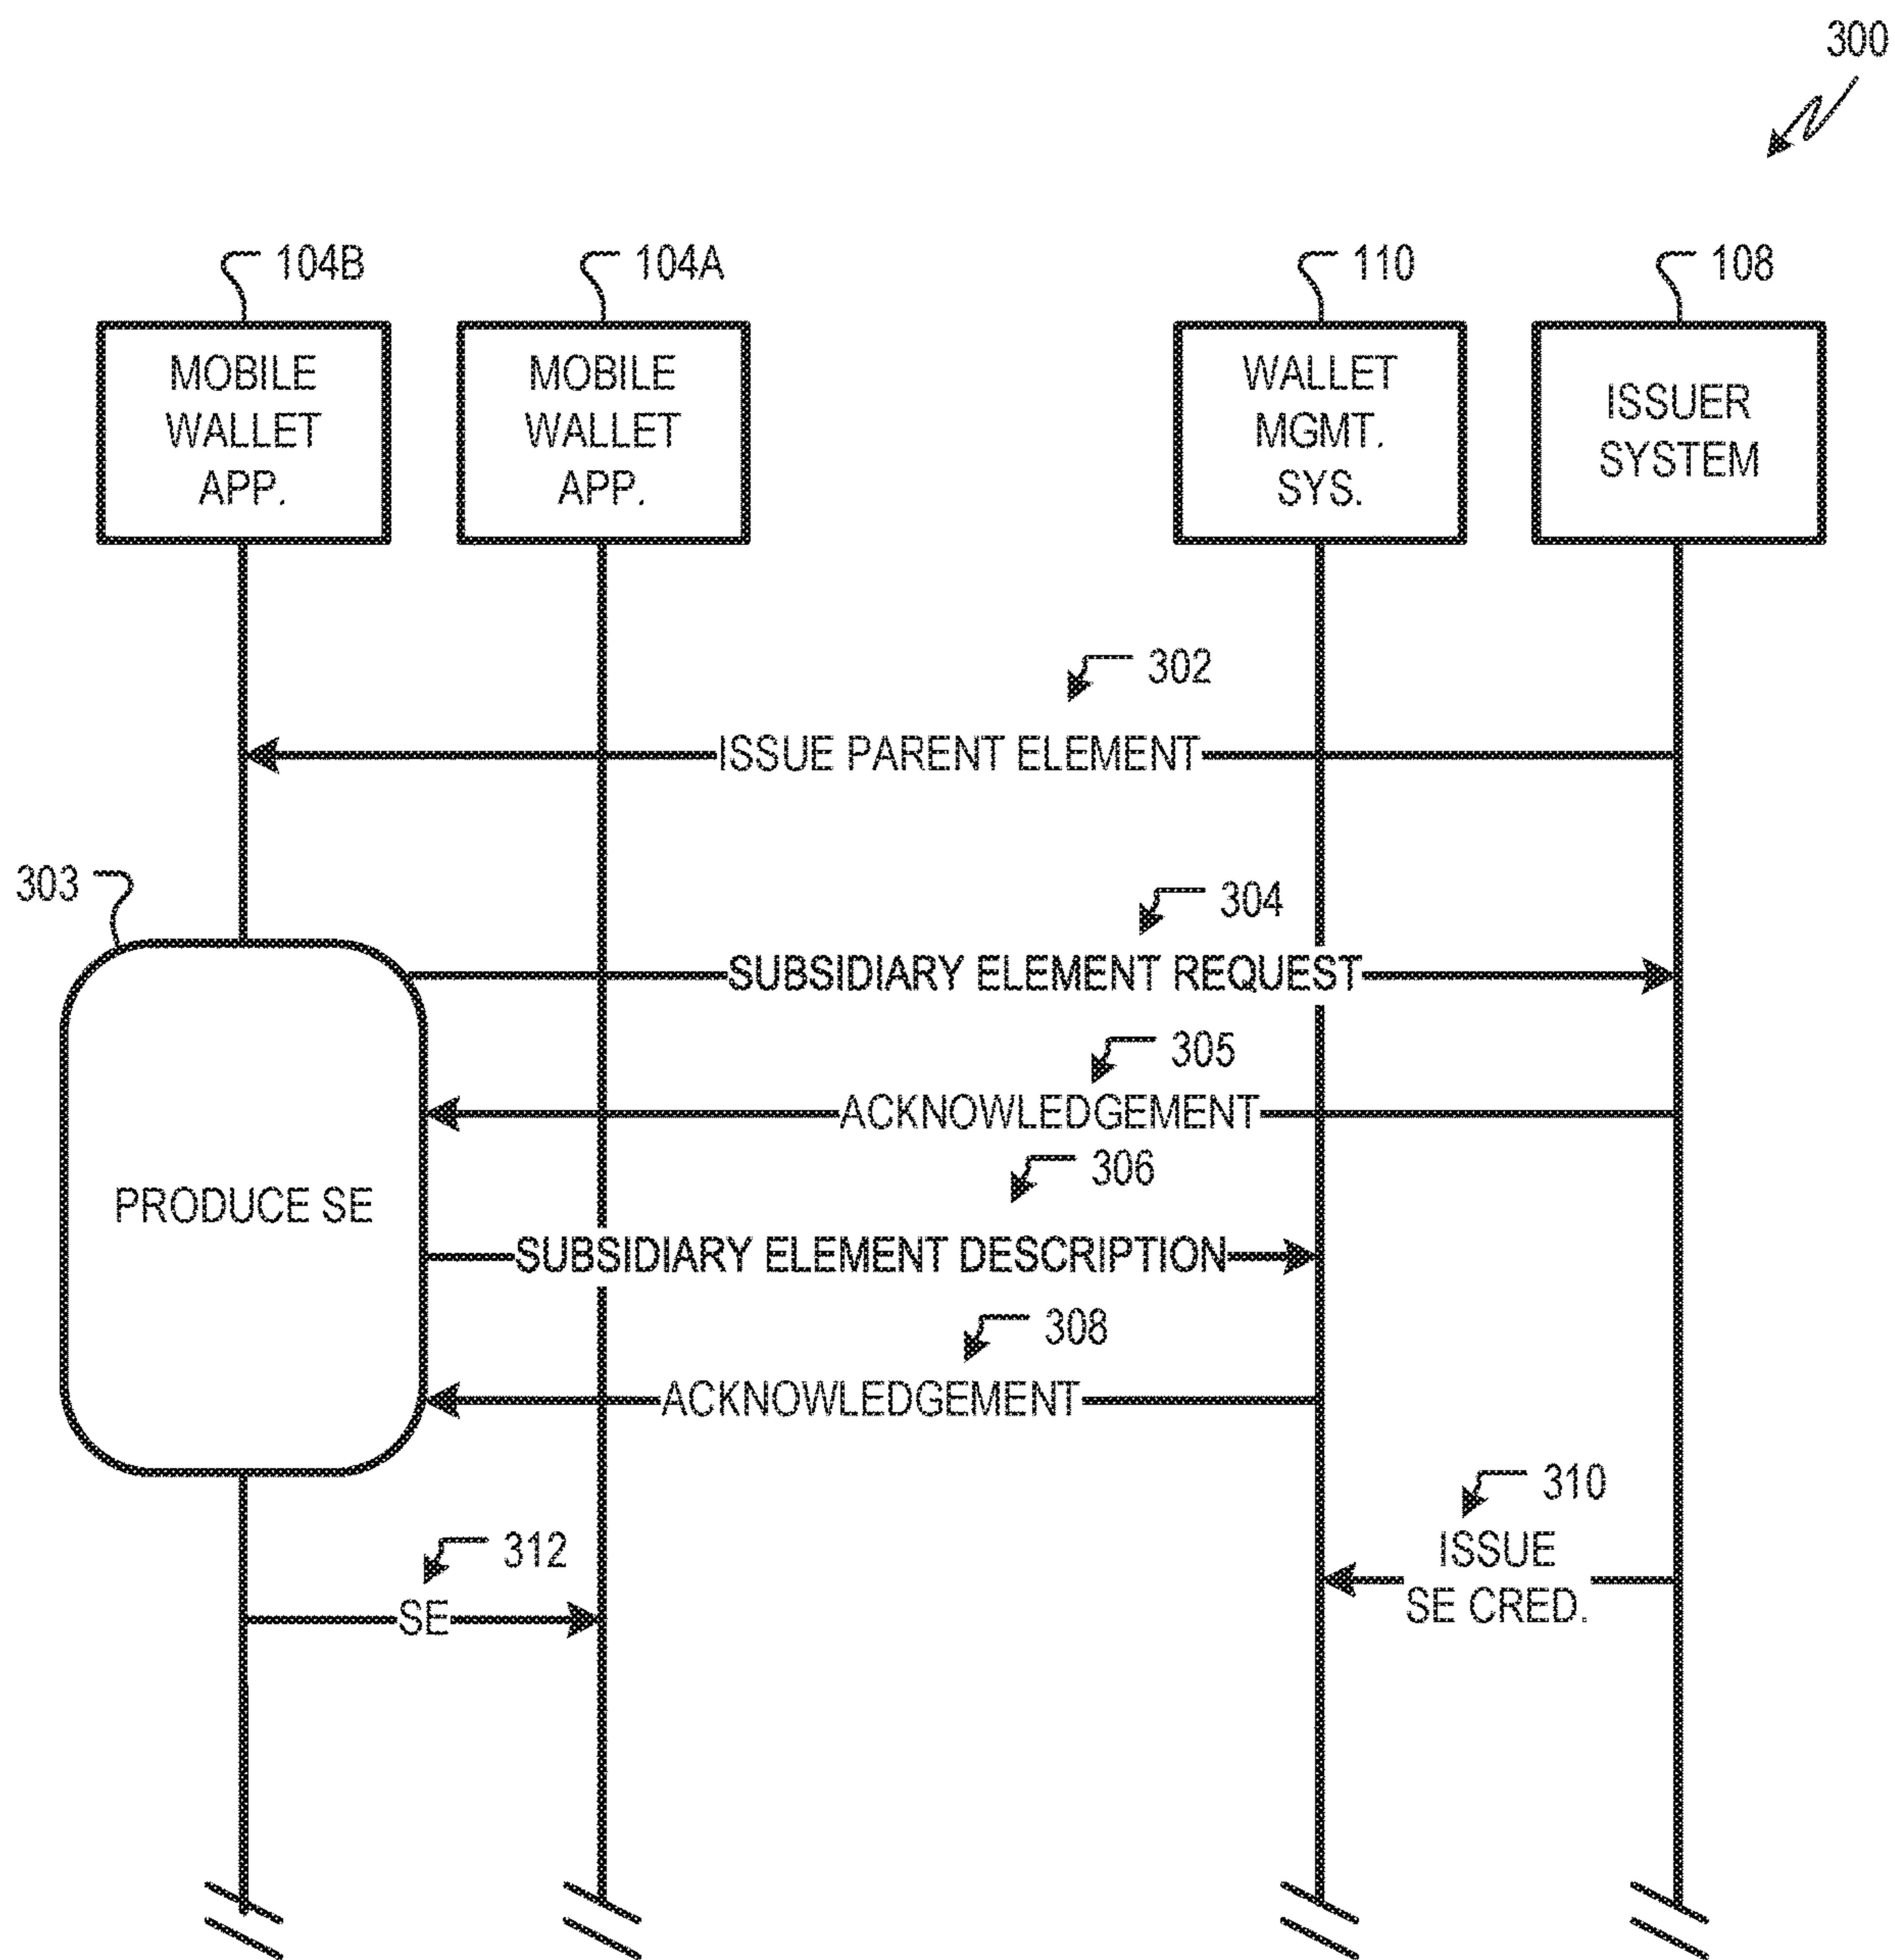 300
104B
104A
110
108
MOBILE
WALLET
APP.
MOBILE
WALLET
APP.
WALLET
MGMT.
SYS.
ISSUER
SYSTEM
302
ISSUE PARENT ELEMENT
303
304
SUBSIDIARY ELEMENT REQUEST
305
ACKNOWLEDGEMENT
306
PRODUCE SE
SUBSIDIARY ELEMENT DESCRIPTION
308
ACKNOWLEDGEMENT
310
ISSUE
SE CRED.
312
SE